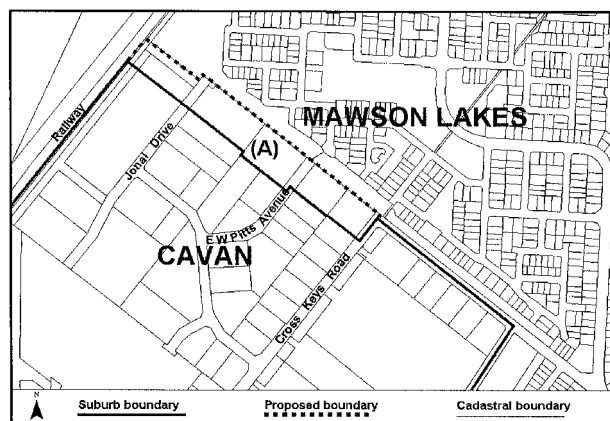 MAWSON LAKES
Railway
Jonal Drive
(A)
E W Pitts Avenue
CAVAN
Cross Keys Road
N
Suburb boundary
Proposed boundary
Cadastral boundary